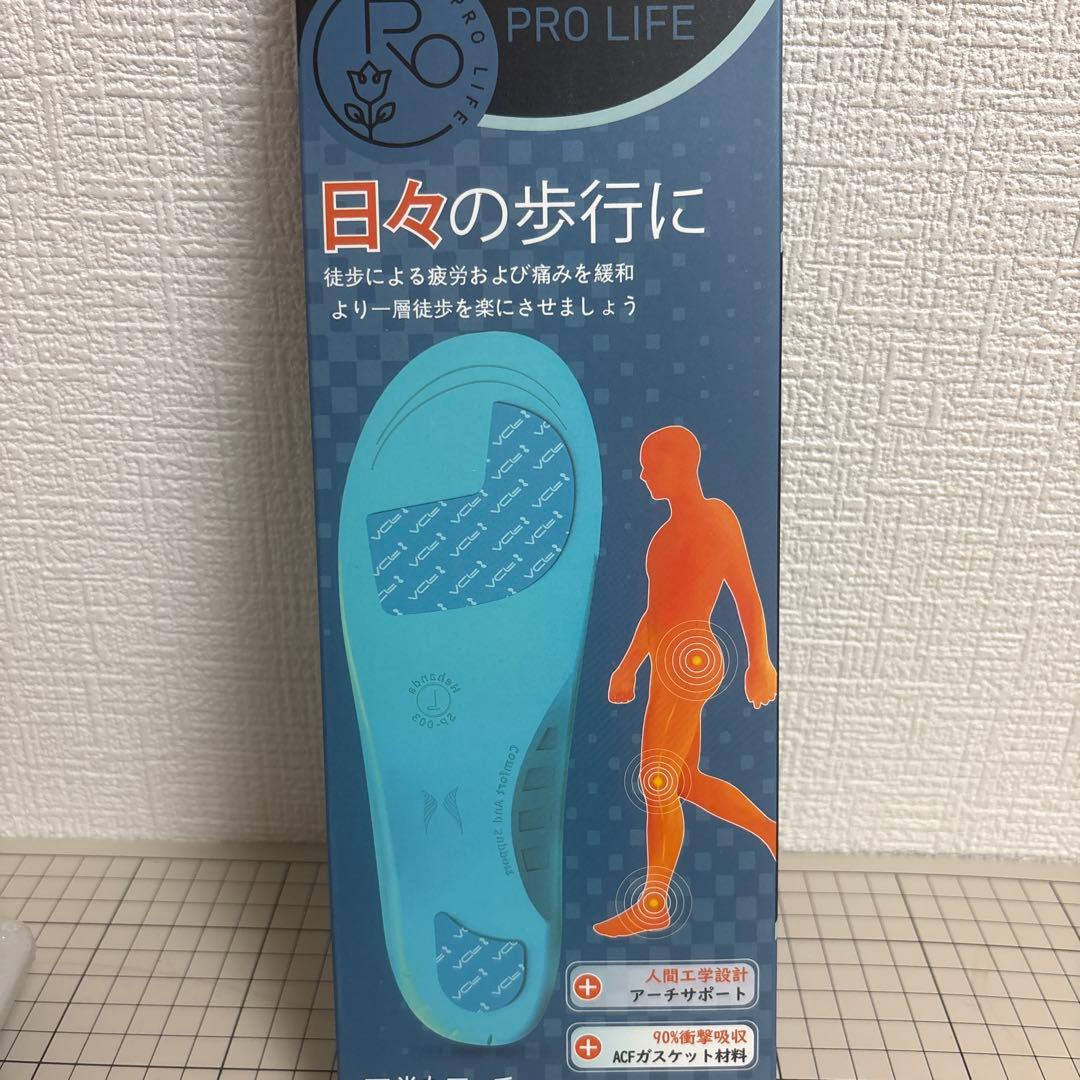 RO
PRO LIFE
PRO LIFE
日々の歩行に
徒歩による疲労および痛みを緩和
より一層徒歩を楽にさせましょう
Wehands
L
SP-003
Comfort And Support
人間工学設計
アーチサポート
90%衝撃吸収
ACFガスケット材料